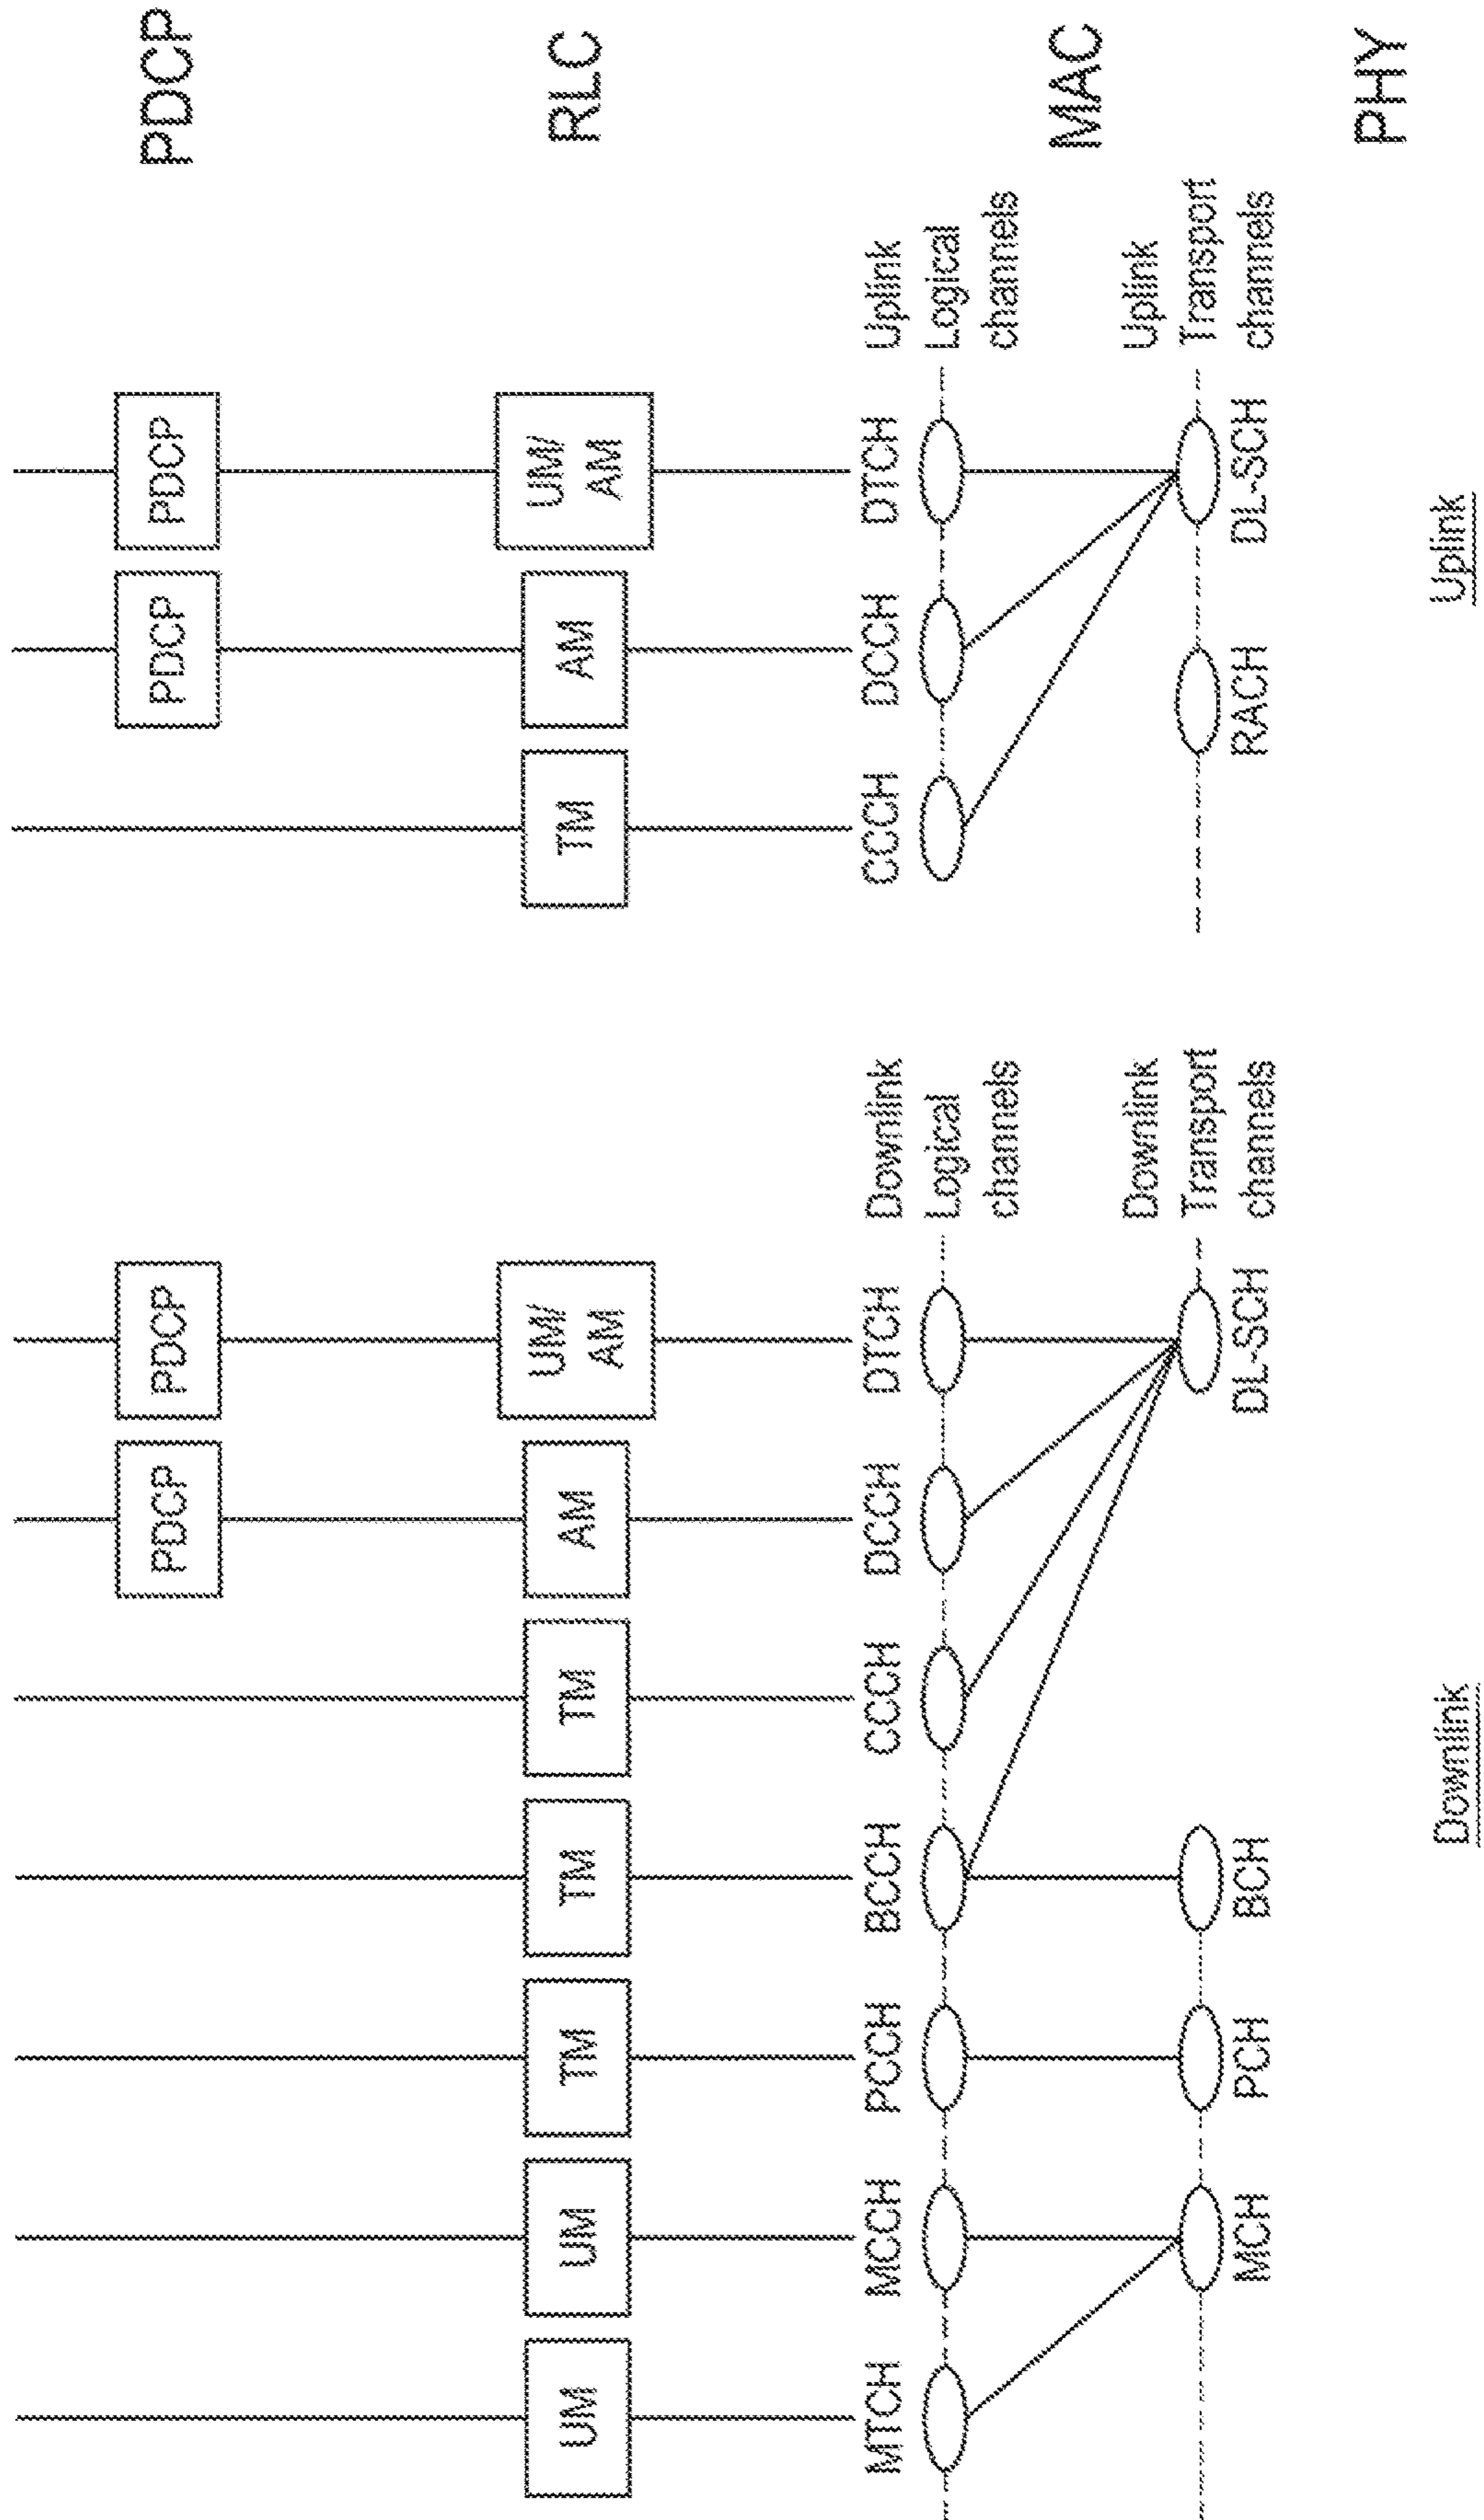 PDCP
PDCP
PDCP
PDCP
PDCP
UM
UM
TM
TM
TM
AM
UM/
AM
TM
AM
UM/
AM
RLC
MTCH
MCCH
PCCH
BCCH
CCCH
DCCH
DTCH
Downlink
Logical
channels
CCCH
DCCH
DTCH
Uplink
Logical
channels
MAC
Downlink
Transport
channels
Uplink
Transport
channels
MCH
PCH
BCH
DL-SCH
RACH
DL-SCH
PHY
Downlink
Uplink